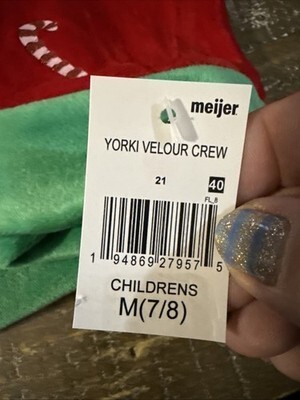 meijer
YORKI VELOUR CREW
21 40
FL_8
1 94869 27957 5
CHILDRENS
M(7/8)